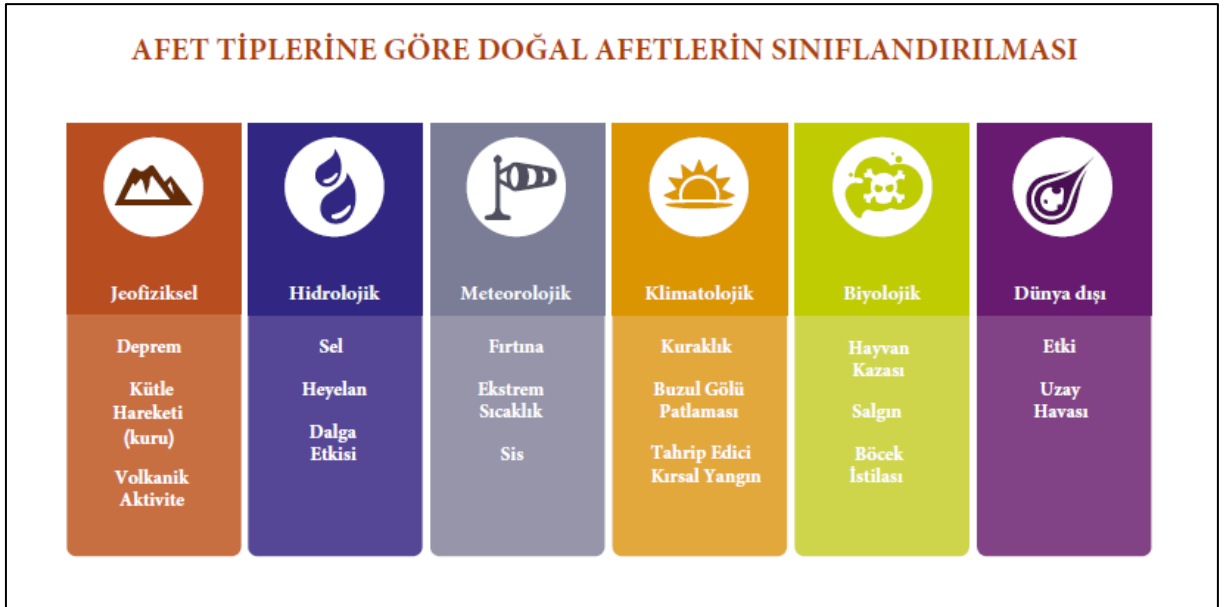 AFET TİPLERİNE GÖRE DOĞAL AFETLERİN SINIFLANDIRILMASI
Jeofiziksel
Deprem
Kütle
Hareketi
(kuru)
Volkanik
Aktivite
Hidrolojik
Sel
Heyelan
Dalga
Etkisi
Meteorolojik
Fırtına
Ekstrem
Sıcaklık
Sis
Klimatolojik
Kuraklık
Buzul Gölü
Patlaması
Tahrip Edici
Kırsal Yangın
Biyolojik
Hayvan
Kazası
Salgın
Böcek
İstilası
Dünya dışı
Etki
Uzay
Havası